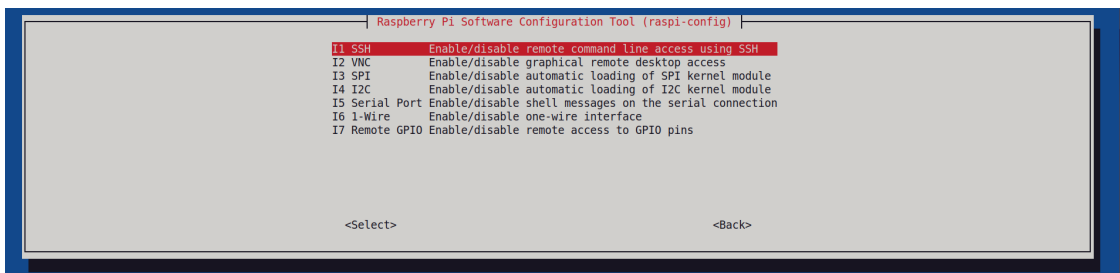 Raspberry Pi Software Configuration Tool (raspi-config)
I1 SSH Enable/disable remote command line access using SSH
I2 VNC Enable/disable graphical remote desktop access
I3 SPI Enable/disable automatic loading of SPI kernel module
I4 I2C Enable/disable automatic loading of I2C kernel module
I5 Serial Port Enable/disable shell messages on the serial connection
I6 1-Wire Enable/disable one-wire interface
I7 Remote GPIO Enable/disable remote access to GPIO pins
<Select> <Back>